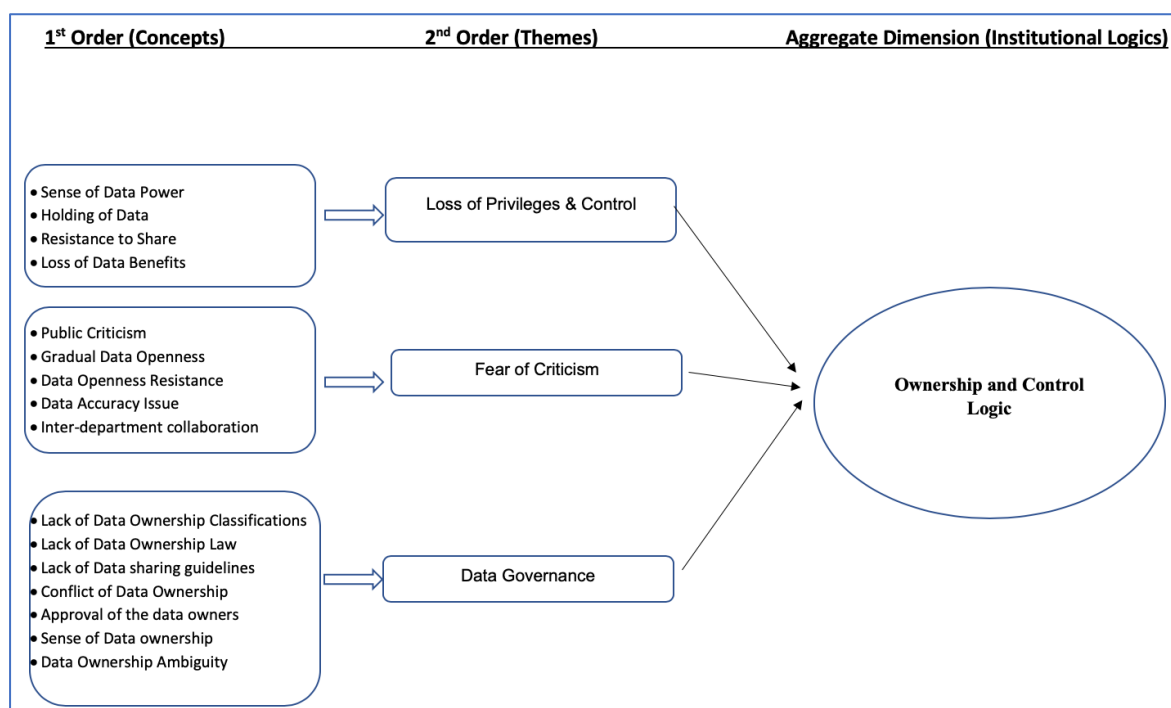 1st Order (Concepts)
2nd Order (Themes)
Aggregate Dimension (Institutional Logics)
• Sense of Data Power
• Holding of Data
• Resistance to Share
• Loss of Data Benefits
Loss of Privileges & Control
• Public Criticism
• Gradual Data Openness
• Data Openness Resistance
• Data Accuracy Issue
• Inter-department collaboration
Fear of Criticism
• Lack of Data Ownership Classifications
• Lack of Data Ownership Law
• Lack of Data sharing guidelines
• Conflict of Data Ownership
• Approval of the data owners
• Sense of Data ownership
• Data Ownership Ambiguity
Data Governance
Ownership and Control
Logic